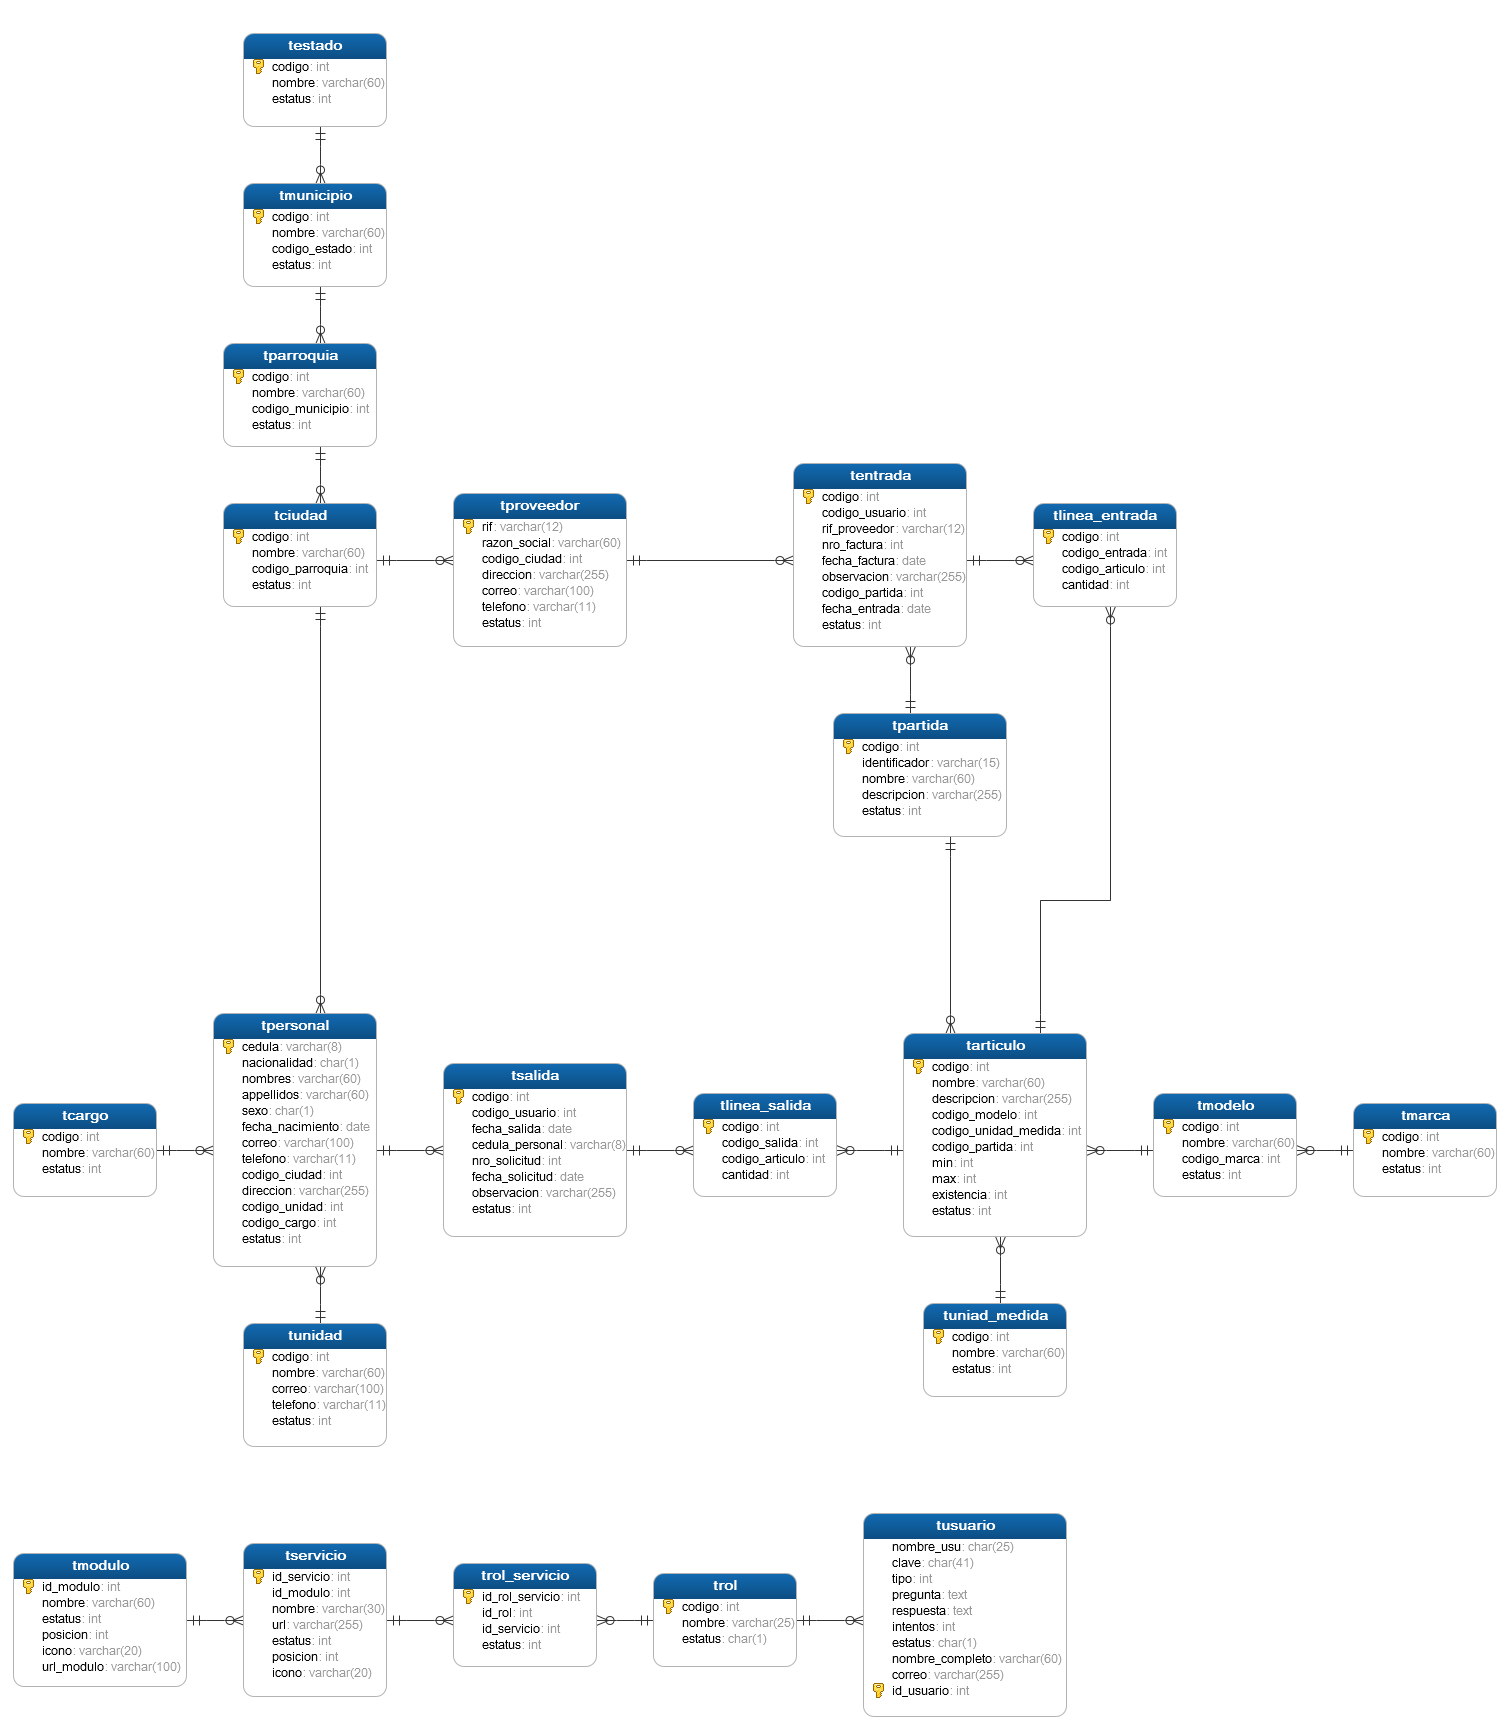 testado
codigo: int
nombre: varchar(60)
estatus: int
tmunicipio
codigo: int
nombre: varchar(60)
codigo_estado: int
estatus: int
tparroquia
codigo: int
nombre: varchar(60)
codigo_municipio: int
estatus: int
tciudad
codigo: int
nombre: varchar(60)
codigo_parroquia: int
estatus: int
tproveedor
rif: varchar(12)
razon_social: varchar(60)
codigo_ciudad: int
direccion: varchar(255)
correo: varchar(100)
telefono: varchar(11)
estatus: int
tentrada
codigo: int
codigo_usuario: int
rif_proveedor: varchar(12)
nro_factura: int
fecha_factura: date
observacion: varchar(255)
codigo_partida: int
fecha_entrada: date
estatus: int
tlinea_entrada
codigo: int
codigo_entrada: int
codigo_articulo: int
cantidad: int
tpartida
codigo: int
identificador: varchar(15)
nombre: varchar(60)
descripcion: varchar(255)
estatus: int
tcargo
codigo: int
nombre: varchar(60)
estatus: int
tpersonal
cedula: varchar(8)
nacionalidad: char(1)
nombres: varchar(60)
appellidos: varchar(60)
sexo: char(1)
fecha_nacimiento: date
correo: varchar(100)
telefono: varchar(11)
codigo_ciudad: int
direccion: varchar(255)
codigo_unidad: int
codigo_cargo: int
estatus: int
tsalida
codigo: int
codigo_usuario: int
fecha_salida: date
cedula_personal: varchar(8)
nro_solicitud: int
fecha_solicitud: date
observacion: varchar(255)
estatus: int
tlinea_salida
codigo: int
codigo_salida: int
codigo_articulo: int
cantidad: int
tarticulo
codigo: int
nombre: varchar(60)
descripcion: varchar(255)
codigo_modelo: int
codigo_unidad_medida: int
codigo_partida: int
min: int
max: int
existencia: int
estatus: int
tmodelo
codigo: int
nombre: varchar(60)
codigo_marca: int
estatus: int
tmarca
codigo: int
nombre: varchar(60)
estatus: int
tunidad
codigo: int
nombre: varchar(60)
correo: varchar(100)
telefono: varchar(11)
estatus: int
tuniad_medida
codigo: int
nombre: varchar(60)
estatus: int
tmodulo
id_modulo: int
nombre: varchar(60)
estatus: int
posicion: int
icono: varchar(20)
url_modulo: varchar(100)
tservicio
id_servicio: int
id_modulo: int
nombre: varchar(30)
url: varchar(255)
estatus: int
posicion: int
icono: varchar(20)
trol_servicio
id_rol_servicio: int
id_rol: int
id_servicio: int
estatus: int
trol
codigo: int
nombre: varchar(25)
estatus: char(1)
tusuario
nombre_usu: char(25)
clave: char(41)
tipo: int
pregunta: text
respuesta: text
intentos: int
estatus: char(1)
nombre_completo: varchar(60)
correo: varchar(255)
id_usuario: int